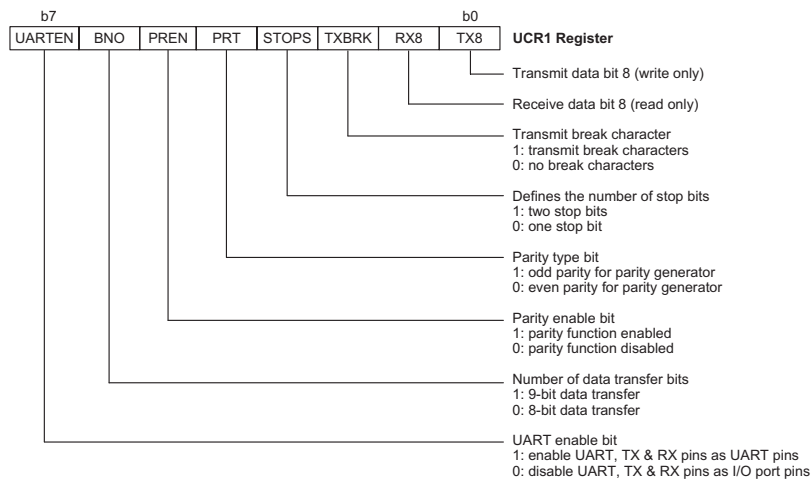 b7 b0
UARTEN BNO PREN PRT STOPS TXBRK RX8 TX8 UCR1 Register
Transmit data bit 8 (write only)
Receive data bit 8 (read only)
Transmit break character
1: transmit break characters
0: no break characters
Defines the number of stop bits
1: two stop bits
0: one stop bit
Parity type bit
1: odd parity for parity generator
0: even parity for parity generator
Parity enable bit
1: parity function enabled
0: parity function disabled
Number of data transfer bits
1: 9-bit data transfer
0: 8-bit data transfer
UART enable bit
1: enable UART, TX & RX pins as UART pins
0: disable UART, TX & RX pins as I/O port pins